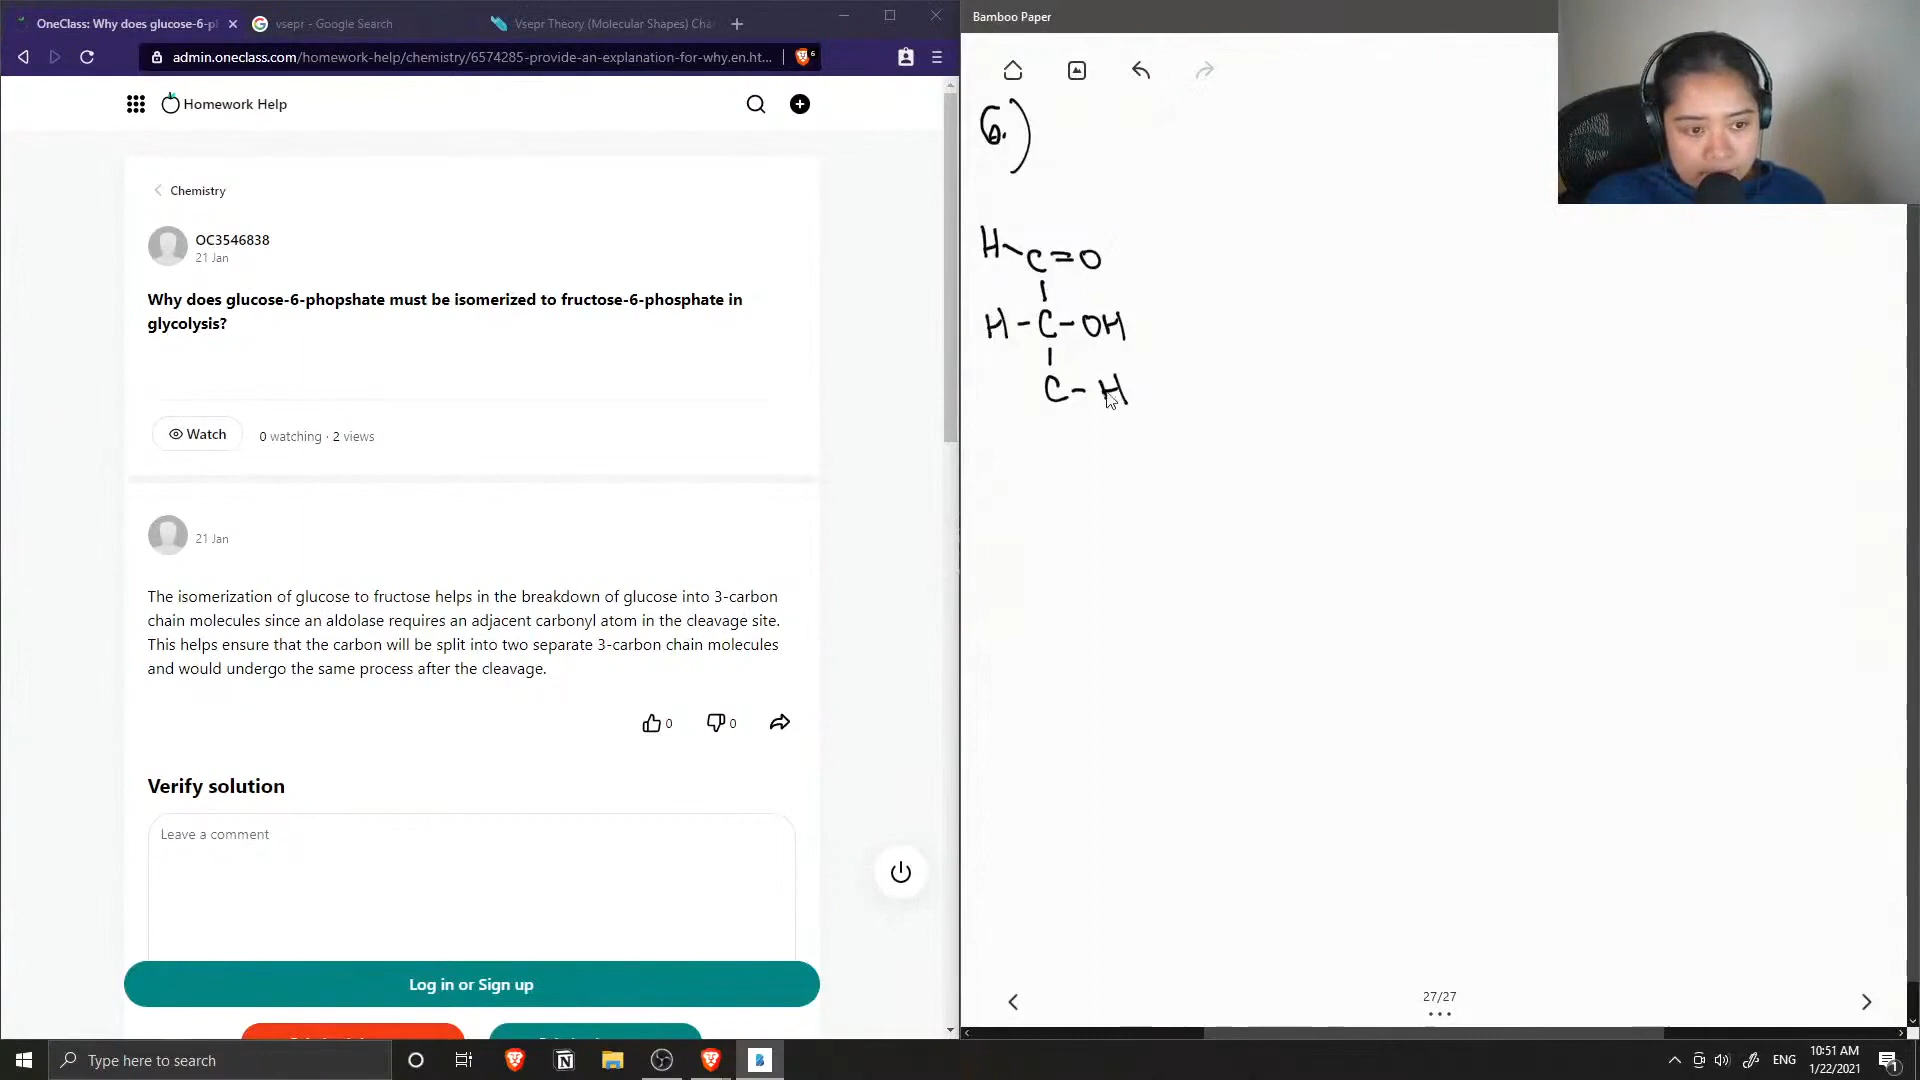 OneClass: Why does glucose-6-pl
vsepr - Google Search
Vsepr Theory (Molecular Shapes) Cha
Bamboo Paper
admin.oneclass.com/homework-help/chemistry/6574285-provide-an-explanation-for-why.en.ht...
6
Homework Help
Chemistry
OC3546838
21 Jan
Why does glucose-6-phopshate must be isomerized to fructose-6-phosphate in
glycolysis?
Watch
0 watching · 2 views
21 Jan
The isomerization of glucose to fructose helps in the breakdown of glucose into 3-carbon
chain molecules since an aldolase requires an adjacent carbonyl atom in the cleavage site.
This helps ensure that the carbon will be split into two separate 3-carbon chain molecules
and would undergo the same process after the cleavage.
0
0
Verify solution
Leave a comment
Log in or Sign up
6.)
H-C=O
H-C-OH
C-H
27/27
Type here to search
ENG
10:51 AM
1/22/2021
1